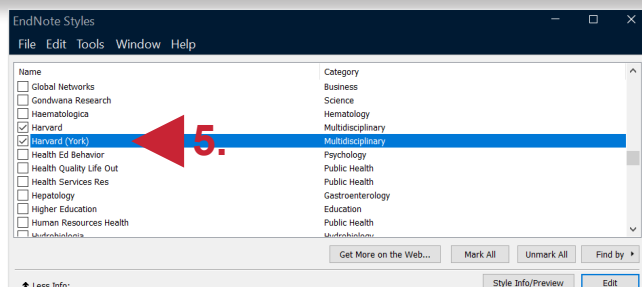 EndNote Styles
File Edit Tools Window Help
Name Category
Global Networks Business
Gondwana Research Science
Haematologica Hematology
Harvard Multidisciplinary
Harvard (York) Multidisciplinary
5.
Health Ed Behavior Psychology
Health Quality Life Out Public Health
Health Services Res Public Health
Hepatology Gastroenterology
Higher Education Education
Human Resources Health Public Health
Hydrobiologia Hydrobiology
Get More on the Web... Mark All Unmark All Find by
Less Info: Style Info/Preview Edit